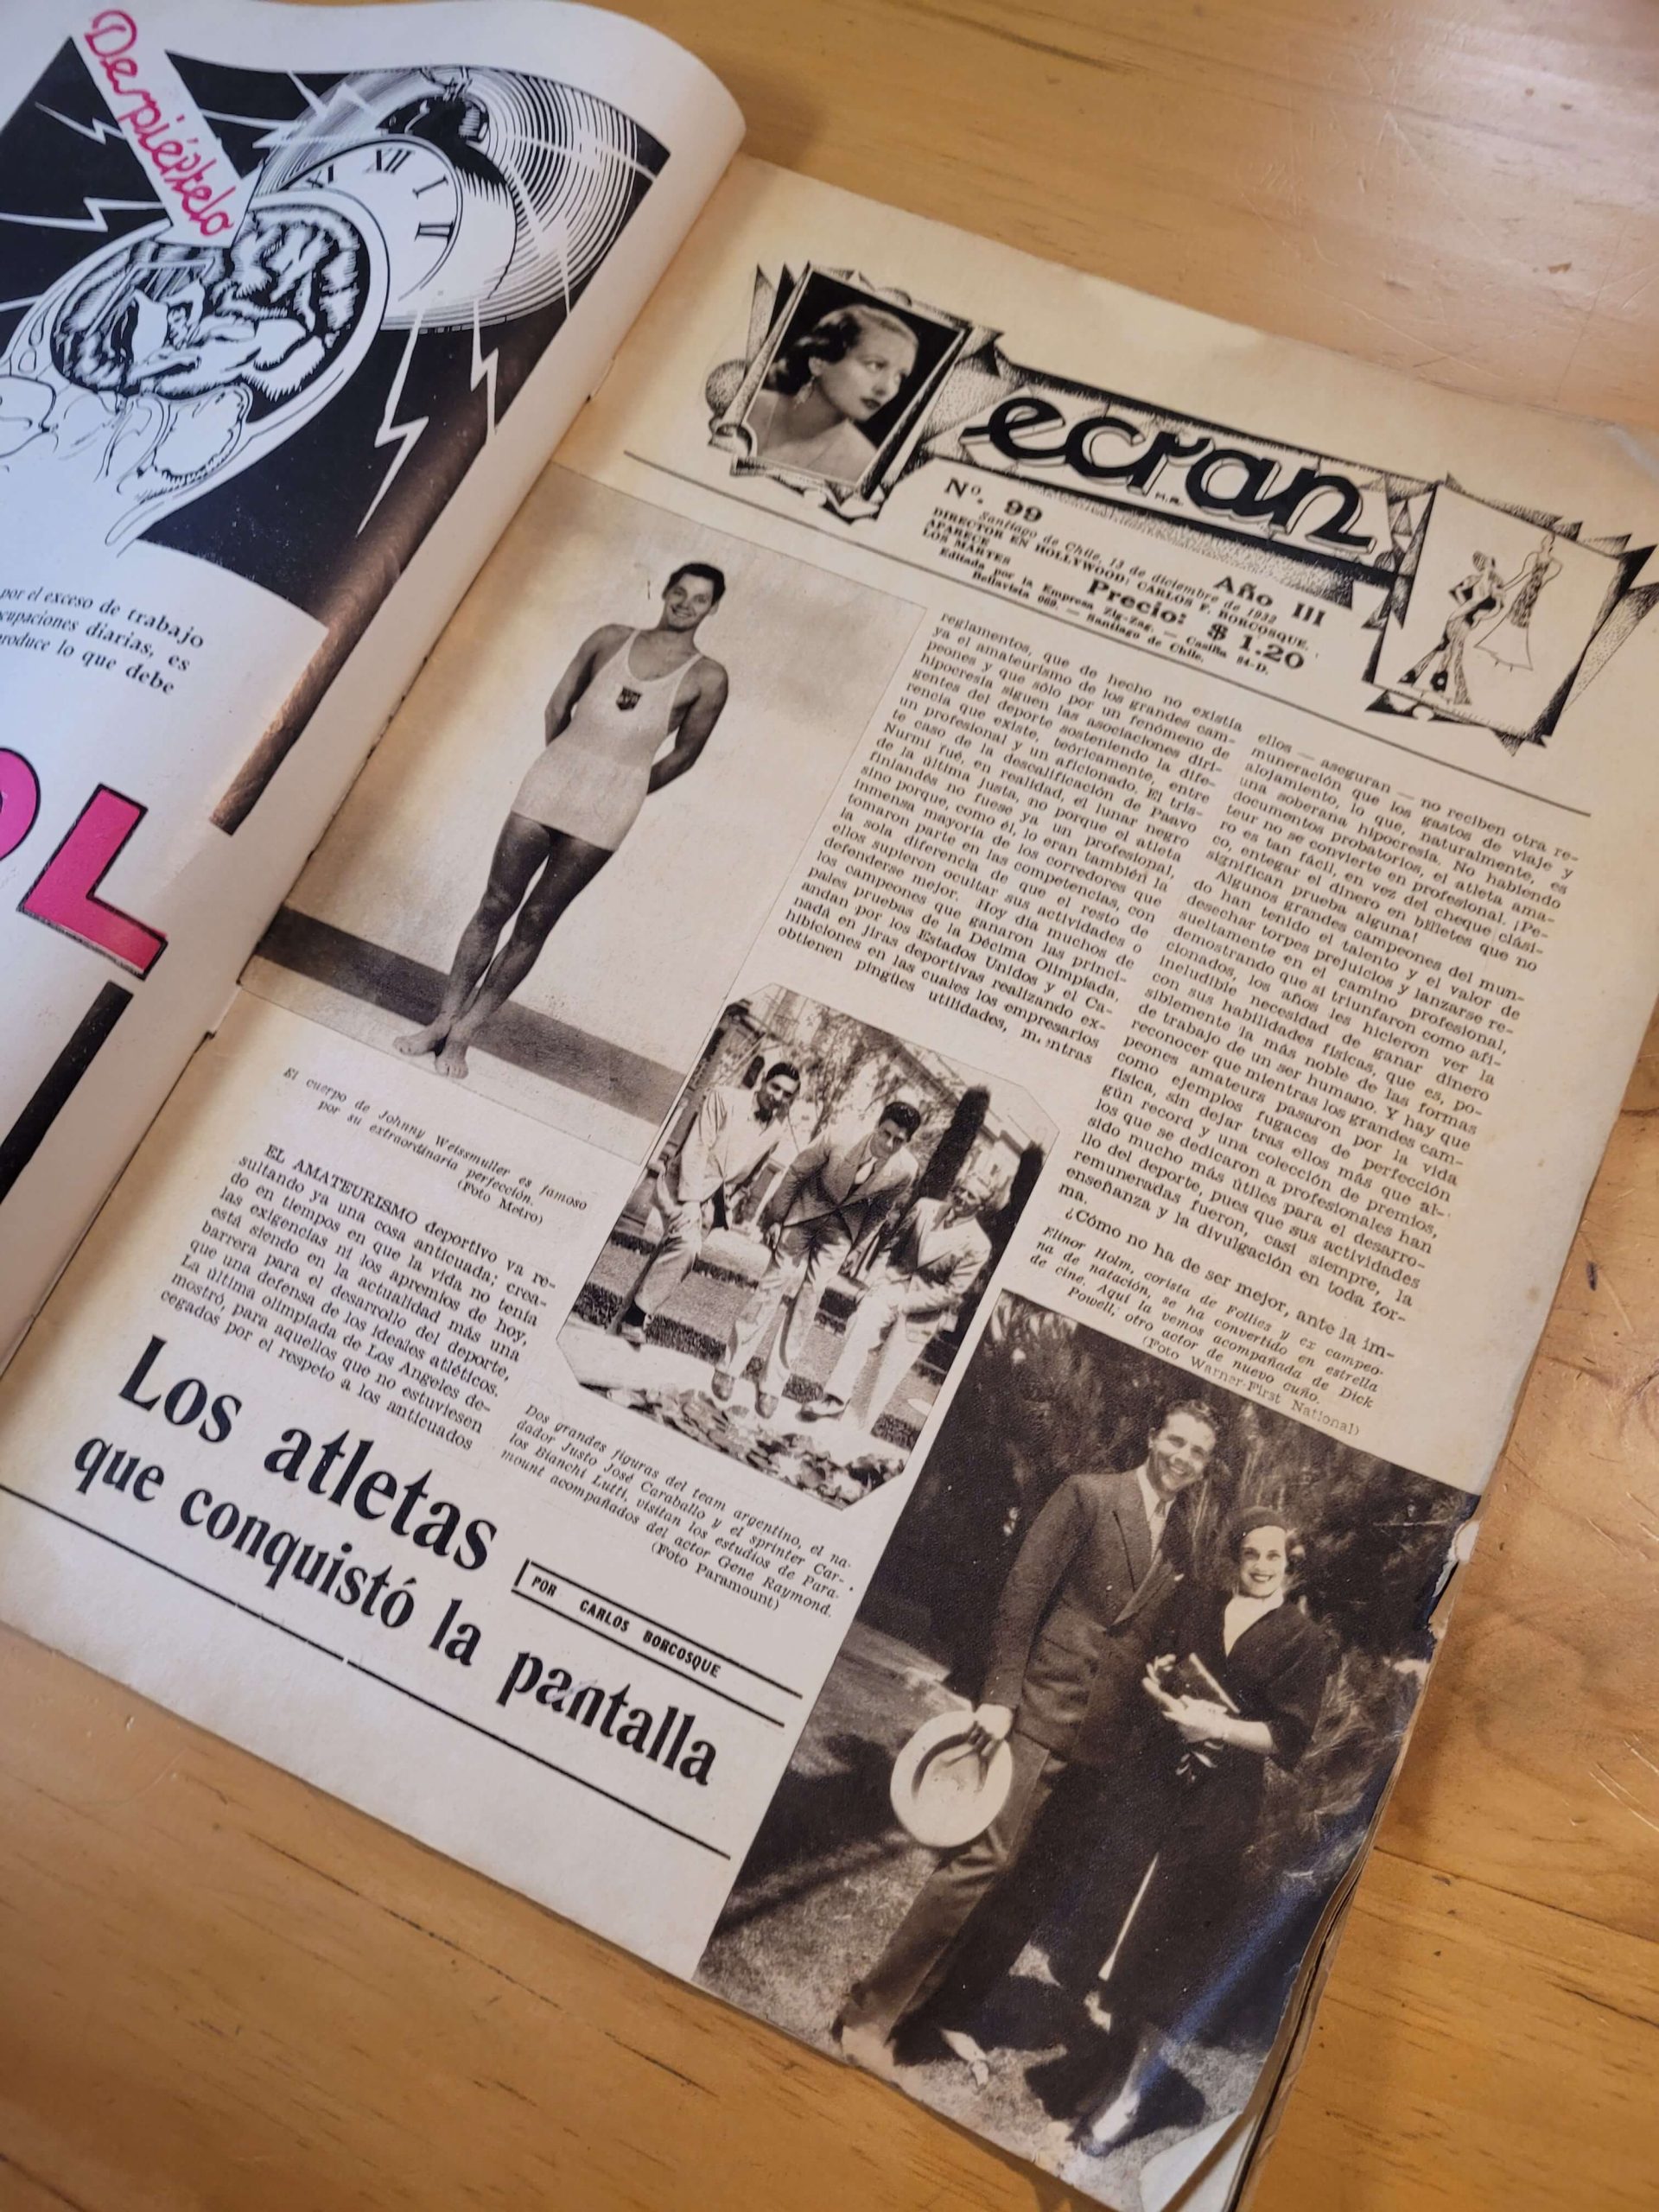 Despiértelo
XII
XI
I
II
por el exceso de trabajo
cupaciones diarias, es
roduce lo que debe
OL
ecran
M.R.
Nº. 99
Año III
Santiago de Chile, 13 de diciembre de 1932
DIRECTOR EN HOLLYWOOD: CARLOS F. BORCOSQUE.
APARECE
LOS MARTES
Precio: $ 1.20
Editada por la Empresa Zig-Zag. — Casilla 84-D.
Bellavista 069. — Santiago de Chile.
El cuerpo de Johnny Weissmuller es famoso
por su extraordinaria perfección.
(Foto Metro)
EL AMATEURISMO deportivo va re-
sultando ya una cosa anticuada; crea-
do en tiempos en que la vida no tenía
las exigencias ni los apremios de hoy,
está siendo en la actualidad más una
barrera para el desarrollo del deporte,
que una defensa de los ideales atléticos.
La última olimpíada de Los Angeles de-
mostró, para aquellos que no estuviesen
cegados por el respeto a los anticuados
Los atletas
que conquistó la pantalla
POR CARLOS BORCOSQUE
reglamentos, que de hecho no existía
ya el amateurismo de los grandes cam-
peones y que sólo por un fenómeno de
hipocresía siguen las asociaciones diri-
gentes del deporte sosteniendo la dife-
rencia que existe, teóricamente, entre
un profesional y un aficionado. El tris-
te caso de la descalificación de Paavo
Nurmi fué, en realidad, el lunar negro
de la última justa, no porque el atleta
finlandés no fuese ya un profesional,
sino porque, como él, lo eran también la
inmensa mayoría de los corredores que
tomaron parte en las competencias, con
la sola diferencia de que el resto de
ellos supieron ocultar sus actividades o
defenderse mejor. Hoy día muchos de
los campeones que ganaron las princi-
pales pruebas de la Décima Olimpíada,
andan por los Estados Unidos y el Ca-
nadá en jiras deportivas realizando ex-
hibiciones en las cuales los empresarios
obtienen pingües utilidades, mientras
Dos grandes figuras del team argentino, el na-
dador Justo José Caraballo y el sprinter Car-
los Bianchi Lutti, visitan los estudios de Para-
mount acompañados del actor Gene Raymond.
(Foto Paramount)
ellos — aseguran — no reciben otra re-
muneración que los gastos de viaje y
alojamiento, lo que, naturalmente, es
una soberana hipocresía. No habiendo
documentos probatorios, el atleta ama-
teur no se convierte en profesional. ¡Pe-
ro es tan fácil, en vez del cheque clási-
co, entegar el dinero en billetes que no
significan prueba alguna!
Algunos grandes campeones del mun-
do han tenido el talento y el valor de
desechar torpes prejuicios y lanzarse re-
sueltamente en el camino profesional,
demostrando que si triunfaron como afi-
cionados, los años les hicieron ver la
includible necesidad de ganar dinero
con sus habilidades físicas, que es, po-
siblemente la más noble de las formas
de trabajo de un ser humano. Y hay que
reconocer que mientras los grandes cam-
peones amateurs pasaron por la vida
como ejemplos fugaces de perfección
física, sin dejar tras ellos más que al-
gún record y una colección de premios,
los que se dedicaron a profesionales han
sido mucho más útiles para el desarro-
llo del deporte, pues que sus actividades
remuneradas fueron, casi siempre, la
enseñanza y la divulgación en toda for-
ma.
¿Cómo no ha de ser mejor, ante la im-
Elinor Holm, corista de Follies y ex campeo-
na de natación, se ha convertido en estrella
de cine. Aquí la vemos acompañada de Dick
Powell, otro actor de nuevo cuño.
(Foto Warner-First National)